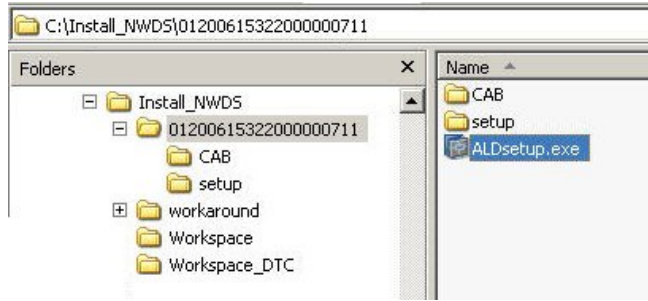 C:\Install_NWDS\01200615322000000711
Folders
Install_NWDS
01200615322000000711
CAB
setup
workaround
Workspace
Workspace_DTC
Name
CAB
setup
ALDsetup.exe